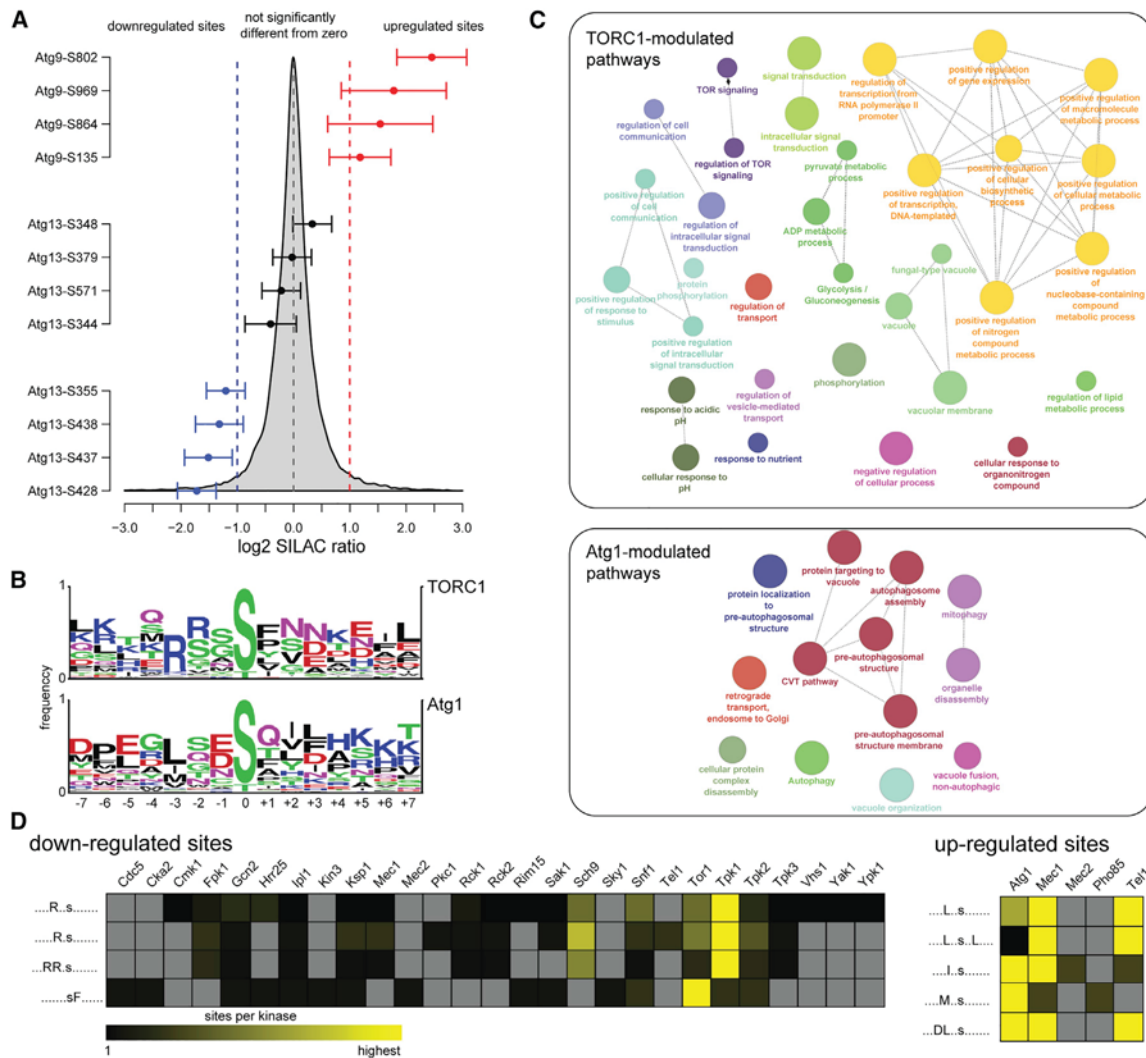 A
downregulated sites
not significantly
different from zero
upregulated sites
Atg9-S802
Atg9-S969
Atg9-S864
Atg9-S135
Atg13-S348
Atg13-S379
Atg13-S571
Atg13-S344
Atg13-S355
Atg13-S438
Atg13-S437
Atg13-S428
−3.0 −2.0 −1.0 0.0 1.0 2.0 3.0
log2 SILAC ratio
B
1
TORC1
0
frequency
1
Atg1
0
-7 -6 -5 -4 -3 -2 -1 0 +1 +2 +3 +4 +5 +6 +7
C
TORC1-modulated
pathways
TOR signaling
regulation of TOR
signaling
signal transduction
intracellular signal
transduction
regulation of cell
communication
regulation of
intracellular signal
transduction
positive regulation
of cell
communication
positive regulation
of response to
stimulus
positive regulation
of intracellular
signal transduction
protein
phosphorylation
pyruvate metabolic
process
ADP metabolic
process
Glycolysis /
Gluconeogenesis
regulation of
transcription from
RNA polymerase II
promoter
positive regulation
of gene expression
positive regulation
of macromolecule
metabolic process
positive regulation
of transcription,
DNA-templated
positive regulation
of cellular
biosynthetic
process
positive regulation
of cellular metabolic
process
positive regulation
of
nucleobase-containing
compound
metabolic process
positive regulation
of nitrogen
compound
metabolic process
regulation of
transport
fungal-type vacuole
vacuole
vacuolar membrane
phosphorylation
regulation of
vesicle-mediated
transport
regulation of lipid
metabolic process
response to acidic
pH
cellular response to
pH
response to nutrient
negative regulation
of cellular process
cellular response to
organonitrogen
compound
Atg1-modulated
pathways
protein localization
to
pre-autophagosomal
structure
protein targeting to
vacuole
autophagosome
assembly
mitophagy
pre-autophagosomal
structure
CVT pathway
organelle
disassembly
retrograde
transport,
endosome to Golgi
pre-autophagosomal
structure membrane
cellular protein
complex
disassembly
Autophagy
vacuole organization
vacuole fusion,
non-autophagic
D
down-regulated sites
Cdc5 Cka2 Cmk1 Fpk1 Gcn2 Hrr25 Ipl1 Kin3 Ksp1 Mec1 Mec2 Pkc1 Rck1 Rck2 Rim15 Sak1 Sch9 Sky1 Snf1 Tel1 Tor1 Tpk1 Tpk2 Tpk3 Vhs1 Yak1 Ypk1
....R..s.......
.....R.s.......
....RR.s.......
.......sF......
sites per kinase
1
highest
up-regulated sites
Atg1 Mec1 Mec2 Pho85 Tel1
....L..s.......
....L..s..L....
....I..s.......
....M..s.......
...DL..s.......